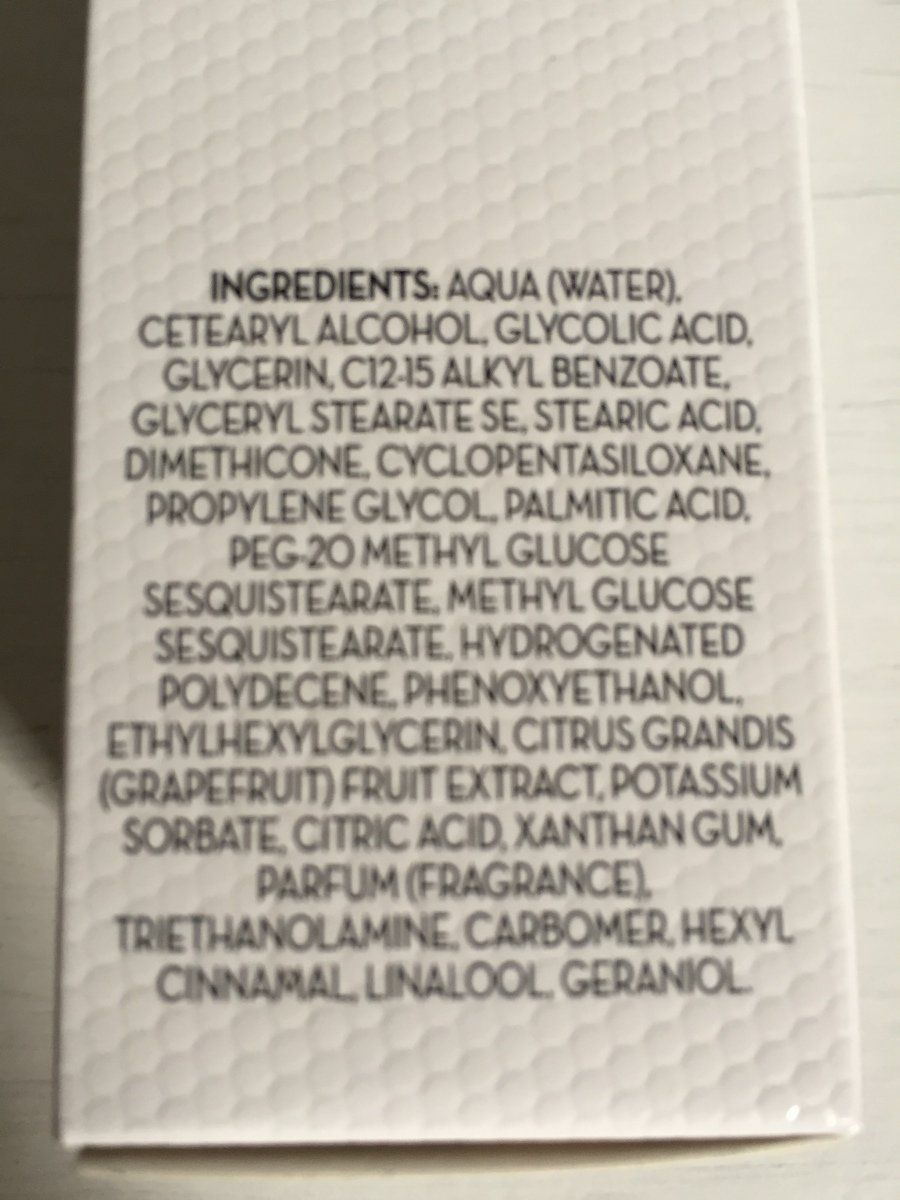 INGREDIENTS: AQUA (WATER),
CETEARYL ALCOHOL, GLYCOLIC ACID,
GLYCERIN, C12-15 ALKYL BENZOATE,
GLYCERYL STEARATE SE, STEARIC ACID,
DIMETHICONE, CYCLOPENTASILOXANE,
PROPYLENE GLYCOL, PALMITIC ACID,
PEG-20 METHYL GLUCOSE
SESQUISTEARATE, METHYL GLUCOSE
SESQUISTEARATE, HYDROGENATED
POLYDECENE, PHENOXYETHANOL,
ETHYLHEXYLGLYCERIN, CITRUS GRANDIS
(GRAPEFRUIT) FRUIT EXTRACT, POTASSIUM
SORBATE, CITRIC ACID, XANTHAN GUM,
PARFUM (FRAGRANCE),
TRIETHANOLAMINE, CARBOMER, HEXYL
CINNAMAL, LINALOOL, GERANIOL.